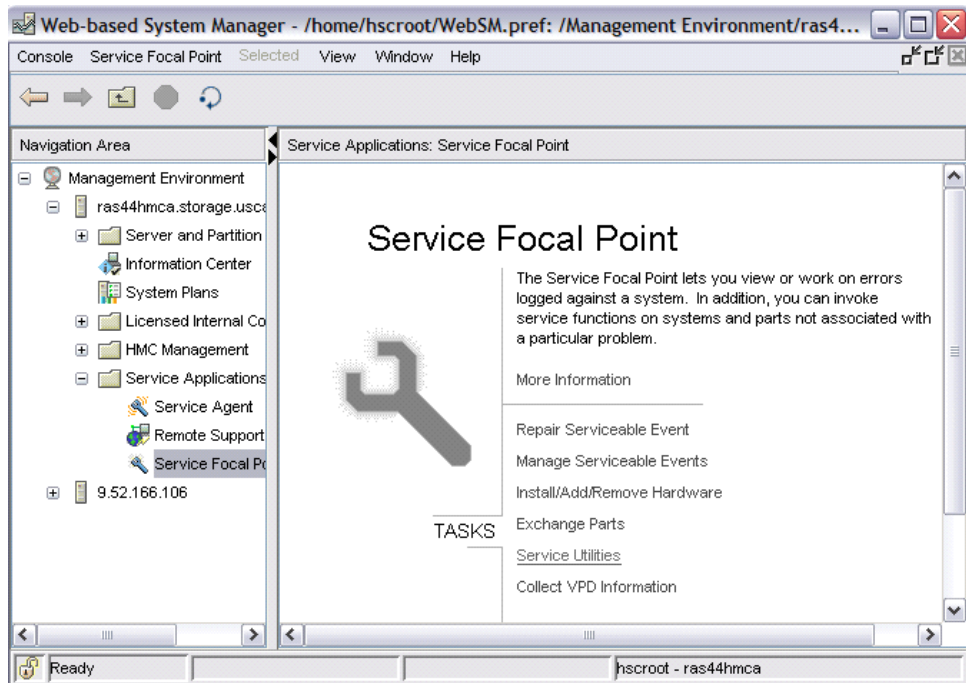 Web-based System Manager - /home/hscroot/WebSM.pref: /Management Environment/ras4...
Console Service Focal Point Selected View Window Help
Navigation Area
Service Applications: Service Focal Point
Management Environment
ras44hmca.storage.usca
Server and Partition
Information Center
System Plans
Licensed Internal Co
HMC Management
Service Applications
Service Agent
Remote Support
Service Focal Po
9.52.166.106
Service Focal Point
The Service Focal Point lets you view or work on errors
logged against a system. In addition, you can invoke
service functions on systems and parts not associated with
a particular problem.
More Information
TASKS
Repair Serviceable Event
Manage Serviceable Events
Install/Add/Remove Hardware
Exchange Parts
Service Utilities
Collect VPD Information
Ready
hscroot - ras44hmca